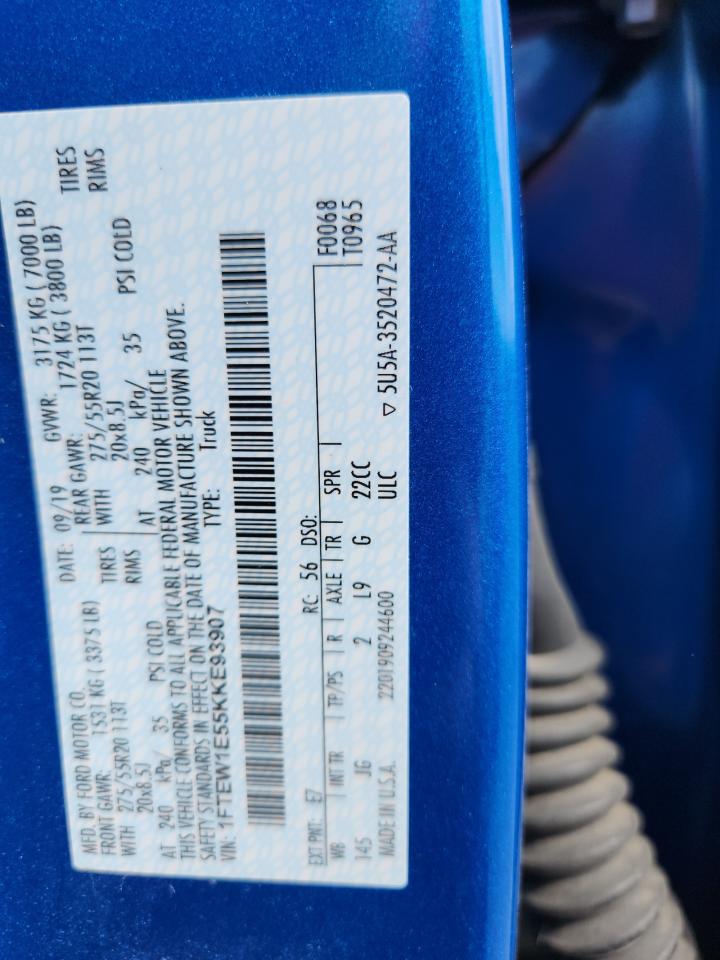 MFD. BY FORD MOTOR CO. DATE: 09/19 GVWR: 3175 KG ( 7000 LB)
FRONT GAWR: 1531 KG ( 3375 LB) REAR GAWR: 1724 KG ( 3800 LB)
WITH 275/55R20 113T TIRES WITH 275/55R20 113T TIRES
20x8.5J RIMS 20x8.5J RIMS
AT 240 kPa/ 35 PSI COLD AT 240 kPa/ 35 PSI COLD
THIS VEHICLE CONFORMS TO ALL APPLICABLE FEDERAL MOTOR VEHICLE
SAFETY STANDARDS IN EFFECT ON THE DATE OF MANUFACTURE SHOWN ABOVE.
VIN: 1FTEW1E55KKE93907 TYPE: Truck
EXT PNT: E7 RC: 56 DSO: F0068
WB INT TR TP/PS R AXLE TR SPR T0965
145 JG 2 L9 G 22CC
MADE IN U.S.A. 2201909244600 ULC ▽ 5U5A-3520472-AA